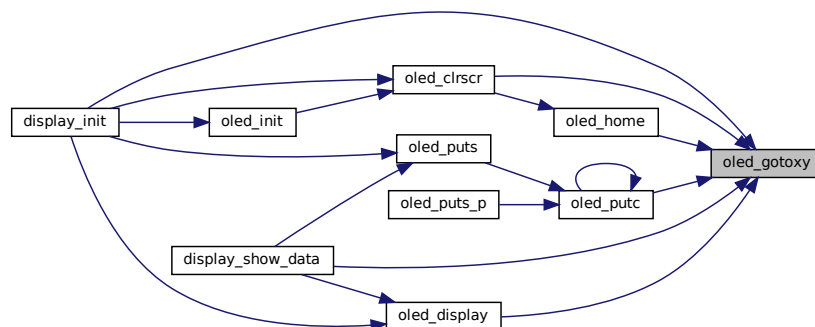 oled_clrscr
display_init
oled_init
oled_home
oled_puts
oled_gotoxy
oled_puts_p
oled_putc
display_show_data
oled_display